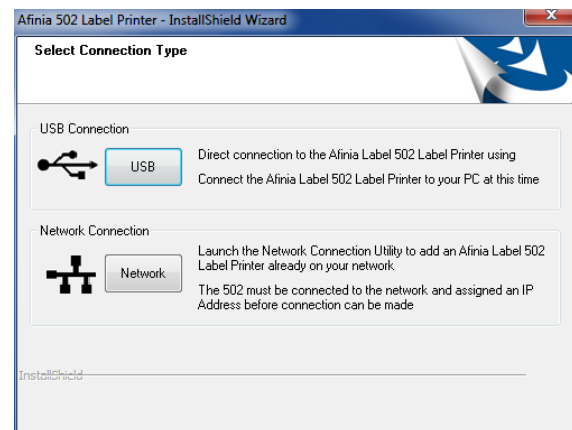 Afinia 502 Label Printer - InstallShield Wizard
Select Connection Type
USB Connection
USB
Direct connection to the Afinia Label 502 Label Printer using
Connect the Afinia Label 502 Label Printer to your PC at this time
Network Connection
Network
Launch the Network Connection Utility to add an Afinia Label 502
Label Printer already on your network
The 502 must be connected to the network and assigned an IP
Address before connection can be made
InstallShield